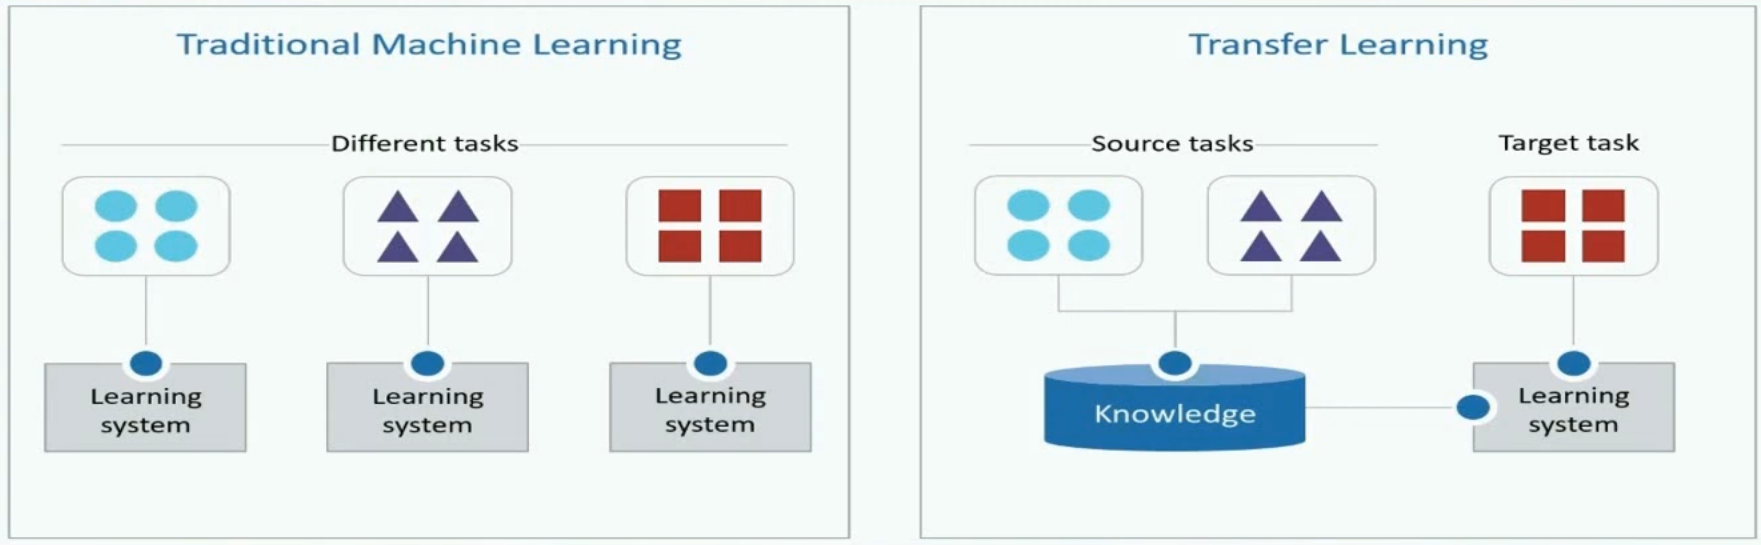 Traditional Machine Learning
Different tasks
Learning
system
Learning
system
Learning
system
Transfer Learning
Source tasks
Target task
Knowledge
Learning
system